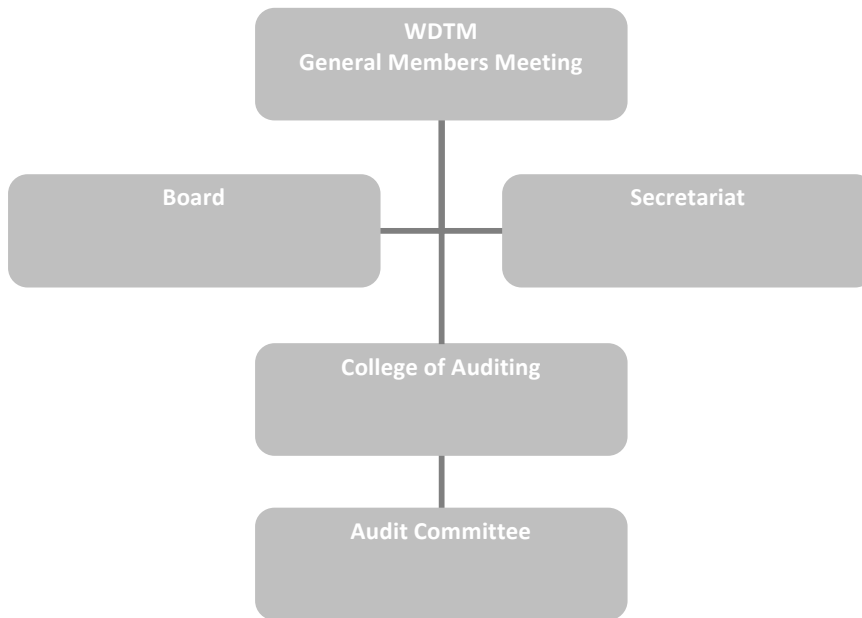 WDTM
General Members Meeting
Board
Secretariat
College of Auditing
Audit Committee